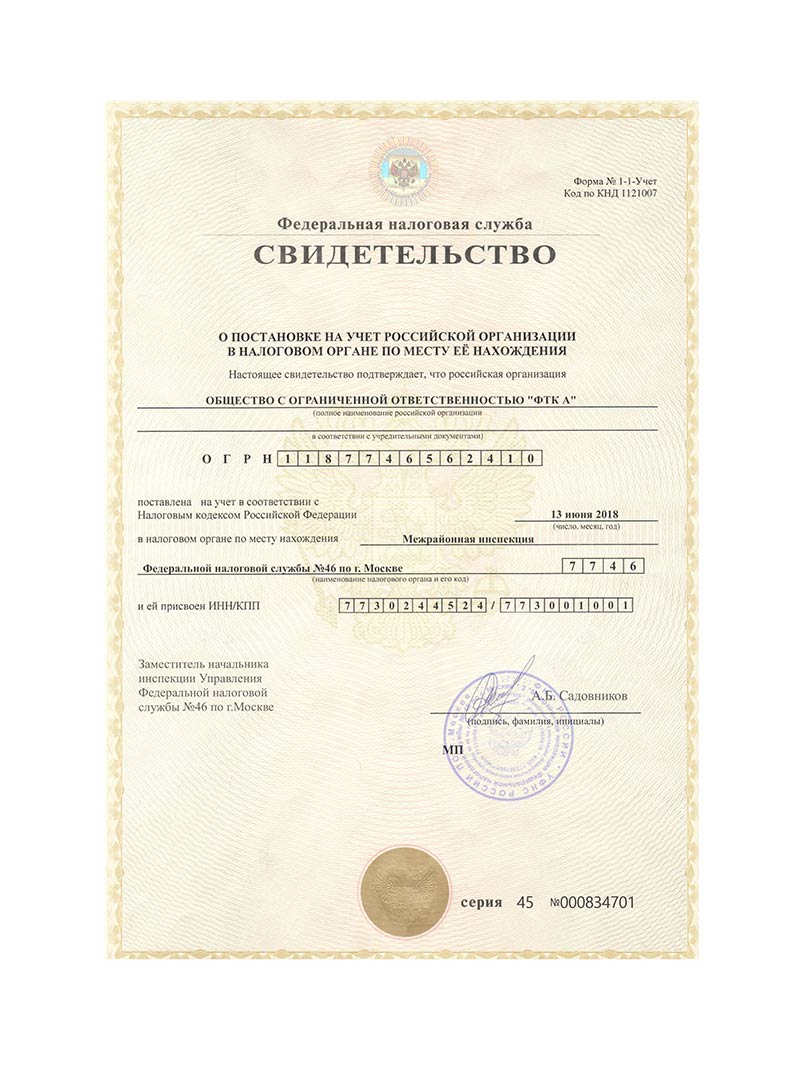 Форма № 1-1-Учет
Код по КНД 1121007
Федеральная налоговая служба
СВИДЕТЕЛЬСТВО
О ПОСТАНОВКЕ НА УЧЕТ РОССИЙСКОЙ ОРГАНИЗАЦИИ
В НАЛОГОВОМ ОРГАНЕ ПО МЕСТУ ЕЁ НАХОЖДЕНИЯ
Настоящее свидетельство подтверждает, что российская организация
ОБЩЕСТВО С ОГРАНИЧЕННОЙ ОТВЕТСТВЕННОСТЬЮ "ФТК А"
(полное наименование российской организации
в соответствии с учредительными документами)
О Г Р Н 1 1 8 7 7 4 6 5 6 2 4 1 0
поставлена на учет в соответствии с
Налоговым кодексом Российской Федерации 13 июня 2018
(число, месяц, год)
в налоговом органе по месту нахождения Межрайонная инспекция
Федеральной налоговой службы №46 по г. Москве 7 7 4 6
(наименование налогового органа и его код)
и ей присвоен ИНН/КПП 7 7 3 0 2 4 4 5 2 4 / 7 7 3 0 0 1 0 0 1
Заместитель начальника
инспекции Управления
Федеральной налоговой
службы №46 по г.Москве
А.Б. Садовников
(подпись, фамилия, инициалы)
МП
серия 45 №000834701